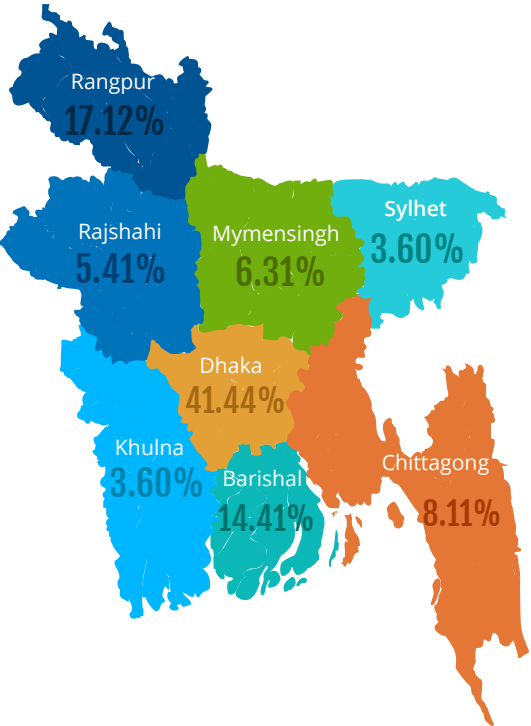 Rangpur
17.12%
Rajshahi
5.41%
Mymensingh
6.31%
Sylhet
3.60%
Dhaka
41.44%
Khulna
3.60%
Barishal
14.41%
Chittagong
8.11%